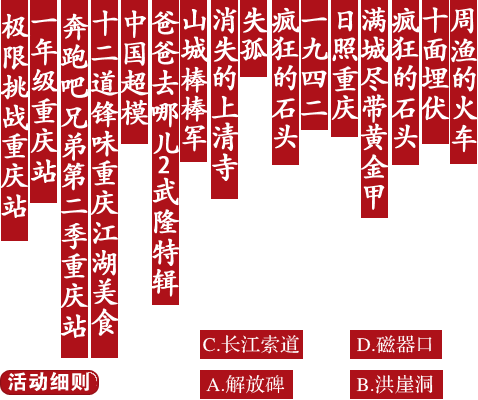 周渔的火车
十面埋伏
疯狂的石头
满城尽带黄金甲
日照重庆
一九四二
疯狂的石头
失孤
消失的上清寺
山城棒棒军
爸爸去哪儿2武隆特辑
中国超模
十二道锋味重庆江湖美食
奔跑吧兄弟第二季重庆站
一年级重庆站
极限挑战重庆站
C.长江索道
D.磁器口
A.解放碑
B.洪崖洞
活动细则